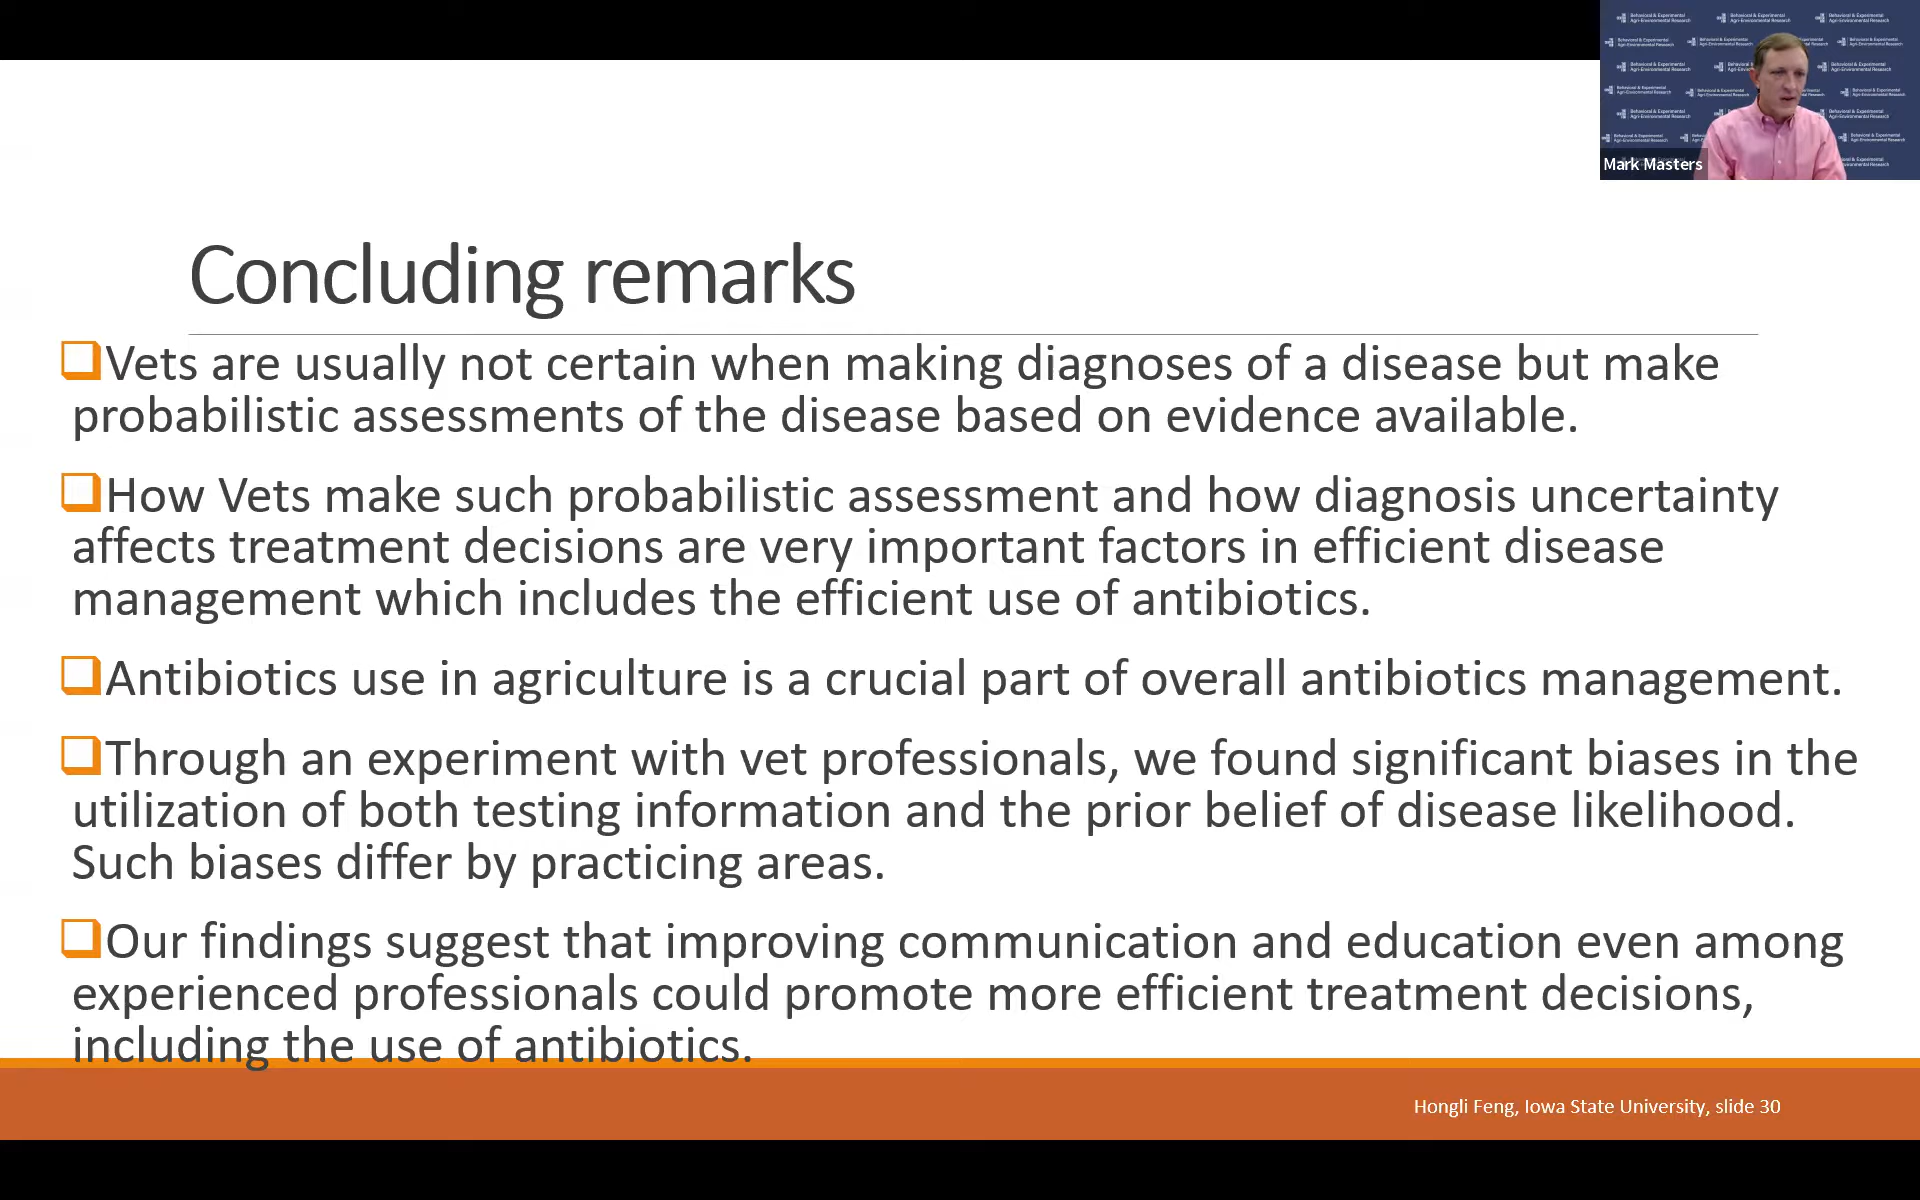 Behavioral & Experimental
Agri-Environmental Research
Mark Masters
Concluding remarks
Vets are usually not certain when making diagnoses of a disease but make
probabilistic assessments of the disease based on evidence available.
How Vets make such probabilistic assessment and how diagnosis uncertainty
affects treatment decisions are very important factors in efficient disease
management which includes the efficient use of antibiotics.
Antibiotics use in agriculture is a crucial part of overall antibiotics management.
Through an experiment with vet professionals, we found significant biases in the
utilization of both testing information and the prior belief of disease likelihood.
Such biases differ by practicing areas.
Our findings suggest that improving communication and education even among
experienced professionals could promote more efficient treatment decisions,
including the use of antibiotics.
Hongli Feng, Iowa State University, slide 30